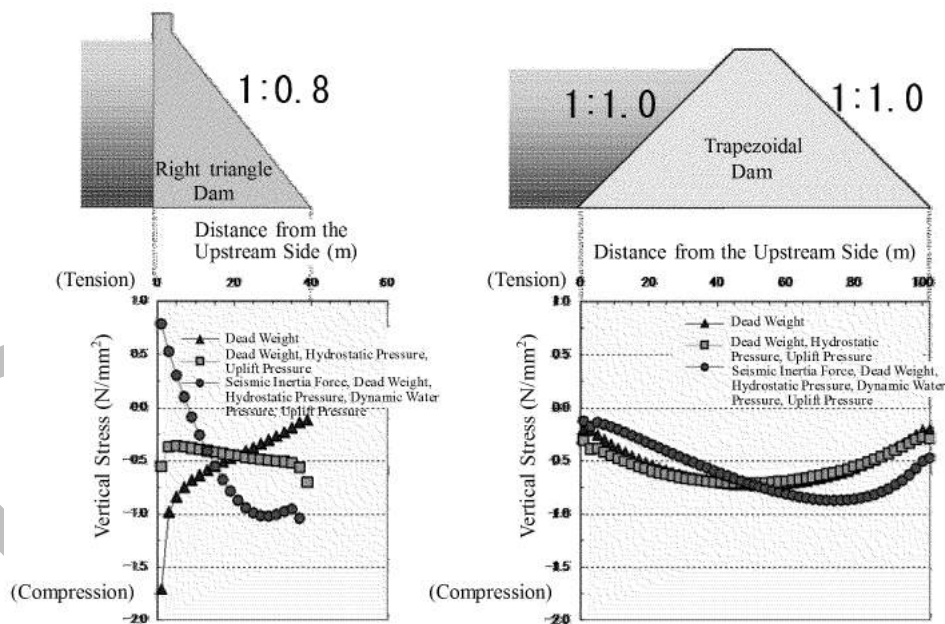 1:0.8
Right triangle
Dam
Distance from the
Upstream Side (m)
(Tension)
0 20 40 60
1.0
0.5
0.0
-0.5
-1.0
-1.5
-2.0
Vertical Stress (N/mm²)
Dead Weight
Dead Weight, Hydrostatic Pressure,
Uplift Pressure
Seismic Inertia Force, Dead Weight,
Hydrostatic Pressure, Dynamic Water
Pressure, Uplift Pressure
(Compression)
1:1.0
1:1.0
Trapezoidal
Dam
Distance from the Upstream Side (m)
(Tension)
0 20 40 60 80 100
1.0
0.5
0.0
-0.5
-1.0
-1.5
-2.0
Vertical Stress (N/mm²)
Dead Weight
Dead Weight, Hydrostatic
Pressure, Uplift Pressure
Seismic Inertia Force, Dead Weight,
Hydrostatic Pressure, Dynamic Water
Pressure, Uplift Pressure
(Compression)